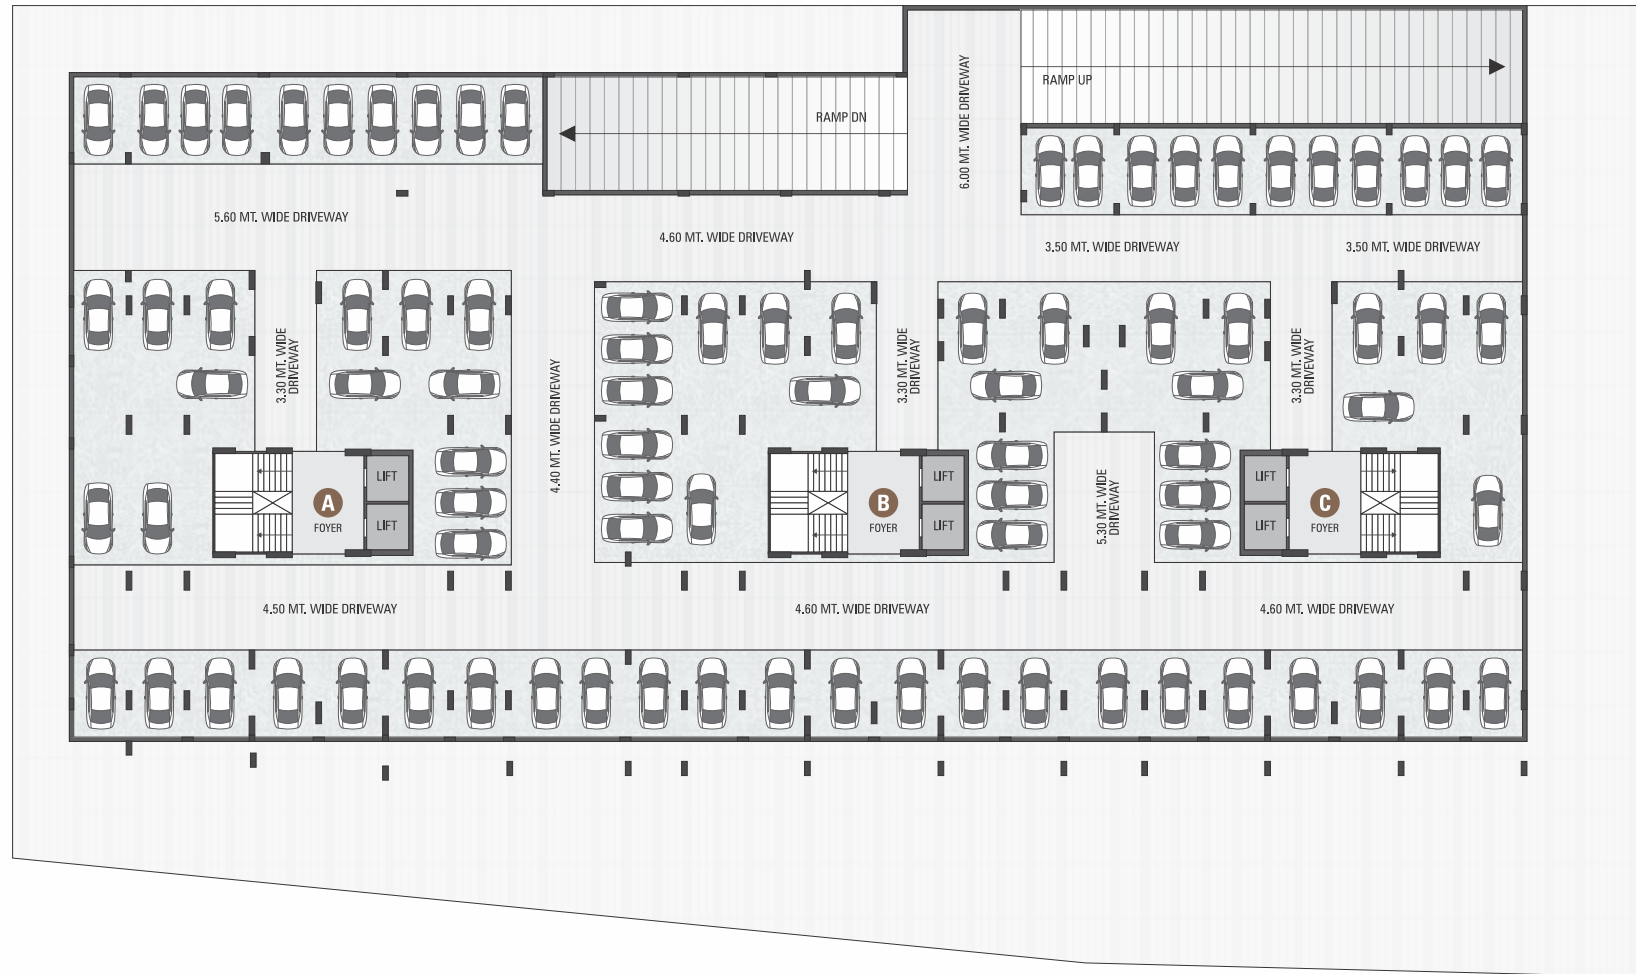 RAMP UP
RAMP DN
6.00 MT. WIDE DRIVEWAY
5.60 MT. WIDE DRIVEWAY
4.60 MT. WIDE DRIVEWAY
3.50 MT. WIDE DRIVEWAY
3.50 MT. WIDE DRIVEWAY
3.30 MT. WIDE
DRIVEWAY
4.40 MT. WIDE DRIVEWAY
3.30 MT. WIDE
DRIVEWAY
3.30 MT. WIDE
DRIVEWAY
5.30 MT. WIDE
DRIVEWAY
A
FOYER
LIFT
LIFT
B
FOYER
LIFT
LIFT
LIFT
LIFT
C
FOYER
4.50 MT. WIDE DRIVEWAY
4.60 MT. WIDE DRIVEWAY
4.60 MT. WIDE DRIVEWAY